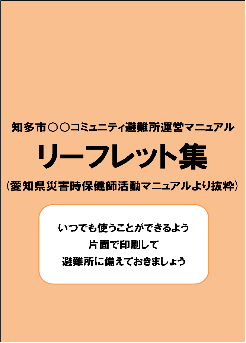 知多市○○コミュニティ避難所運営マニュアル
リーフレット集
(愛知県災害時保健師活動マニュアルより抜粋)
いつでも使うことができるよう
片面で印刷して
避難所に備えておきましょう